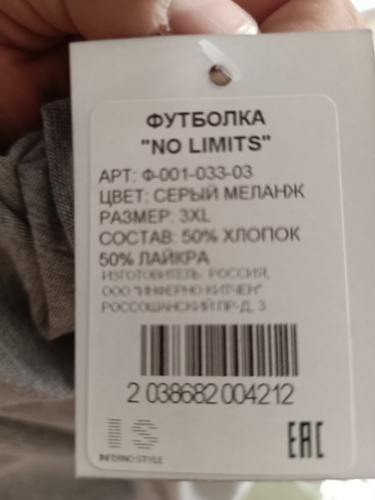 ФУТБОЛКА
"NO LIMITS"
АРТ: Ф-001-033-03
ЦВЕТ: СЕРЫЙ МЕЛАНЖ
РАЗМЕР: 3XL
СОСТАВ: 50% ХЛОПОК
50% ЛАЙКРА
ИЗГОТОВИТЕЛЬ: РОССИЯ,
ООО "ИНФЕРНО КИТЧЕН"
РОССОШАНСКИЙ ПР-Д, 3
2 038682 004212
IS
INFERNO STYLE
EAC